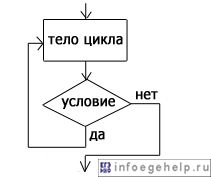 тело цикла
условие
нет
да
infoegehelp.ru